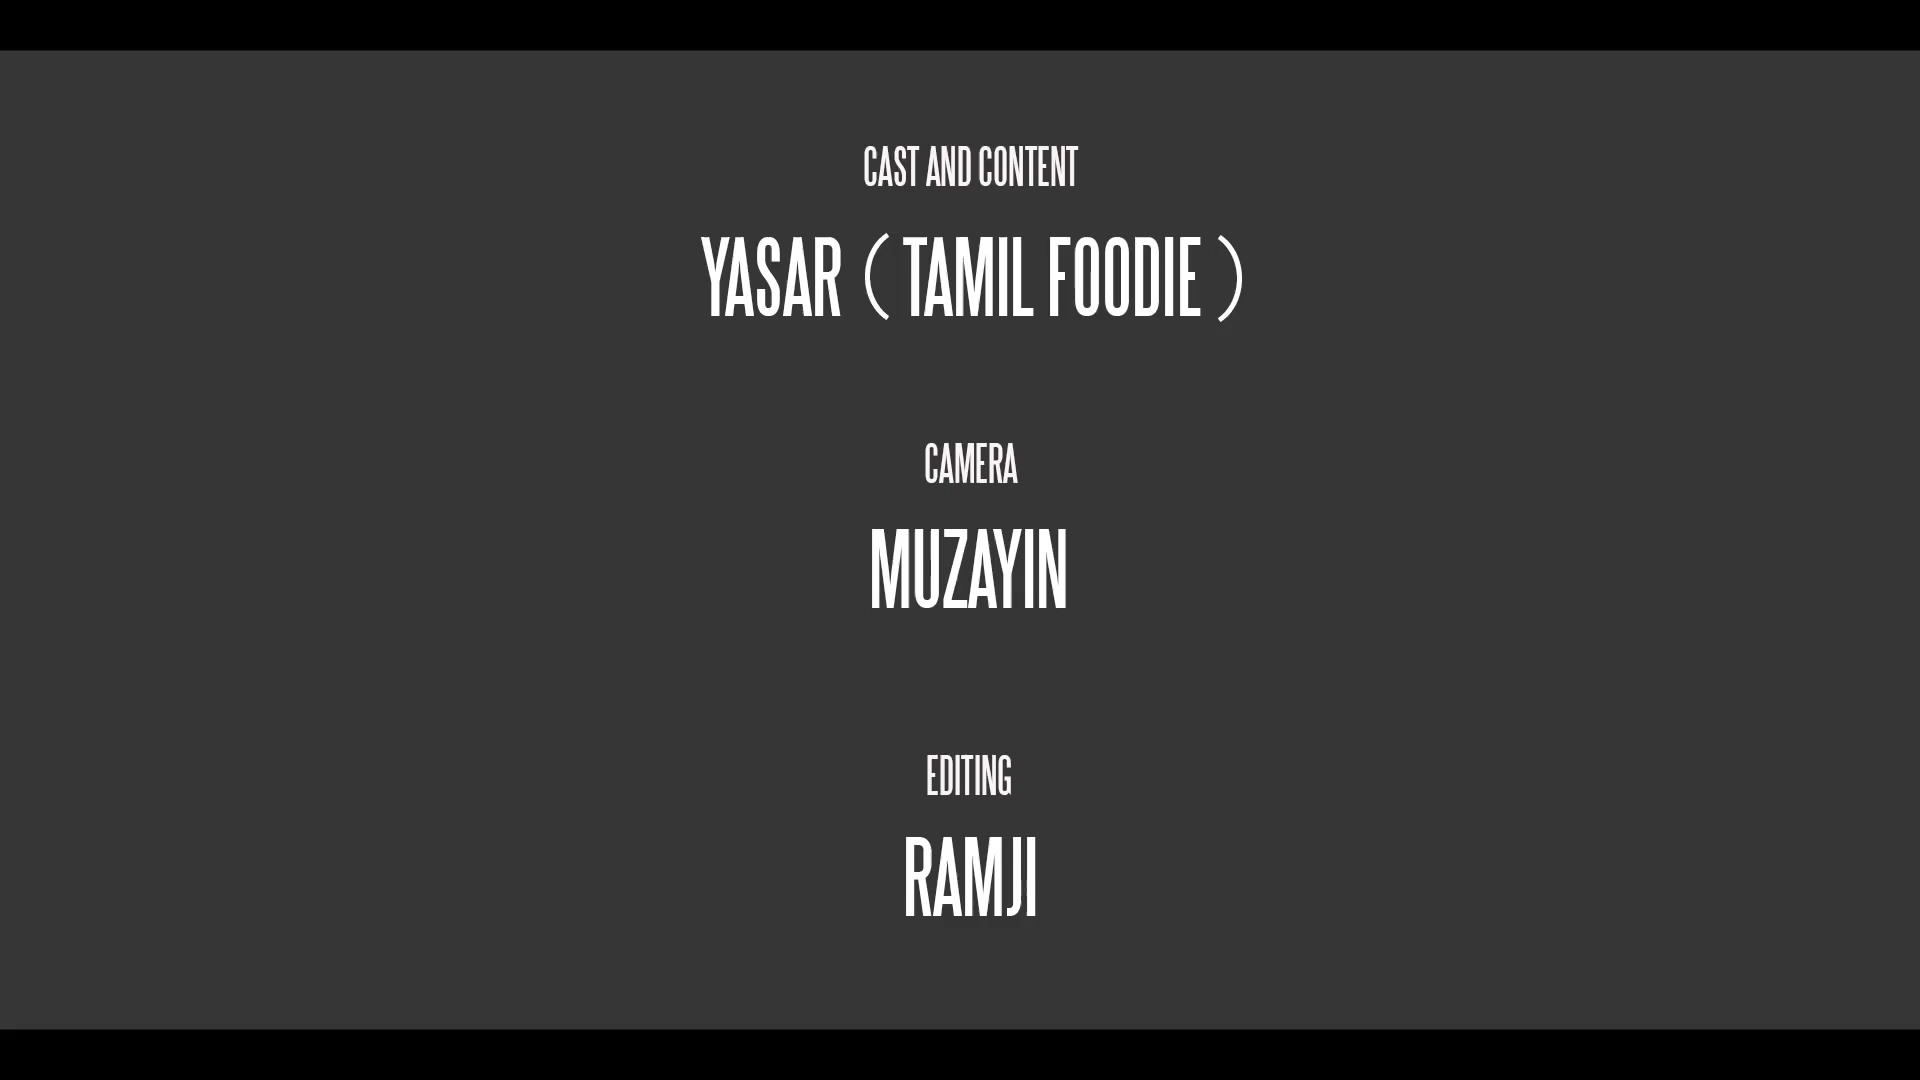 CAST AND CONTENT
YASAR ( TAMIL FOODIE )
CAMERA
MUZAYIN
EDITING
RAMJI